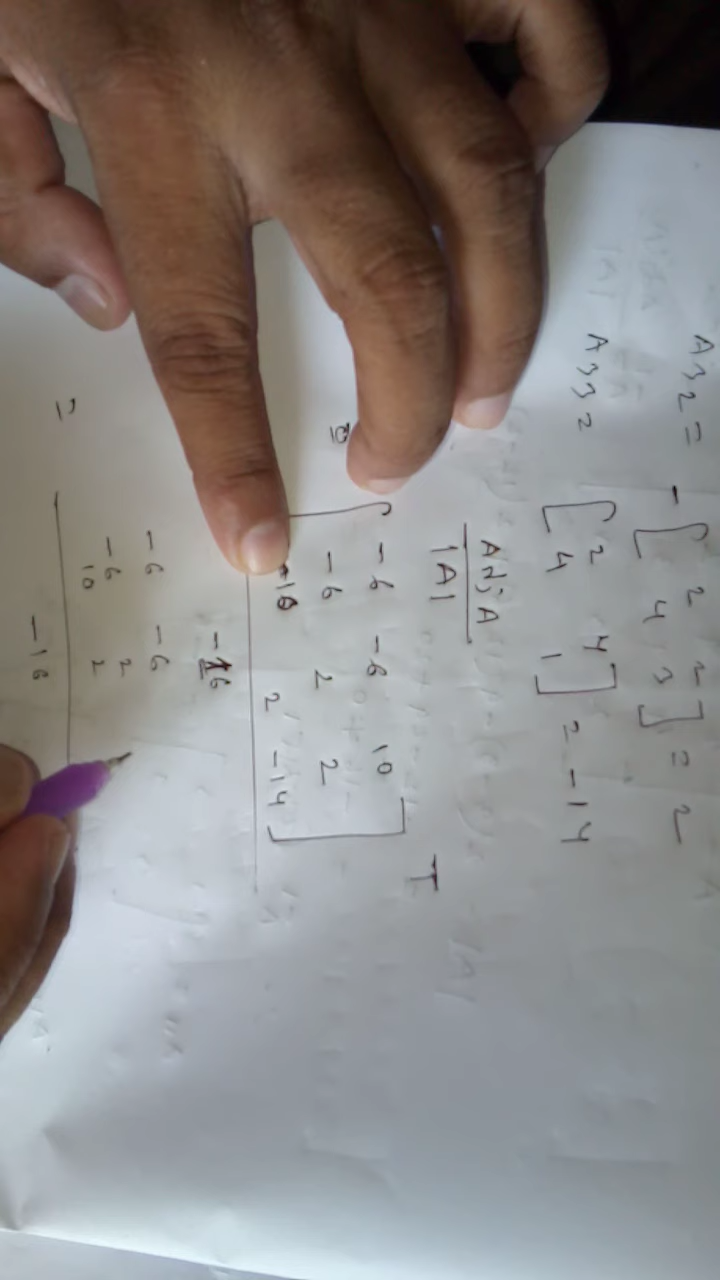 A32 = - [ 2 2
4 3 ] = 2
A33 = [ 2 4
4 1 ] = -14
Adj A
|A|
-6 -6 10 T
= -6 2 2
10 2 -14
-16
-6 -6
-6 2
= 10 2
-16